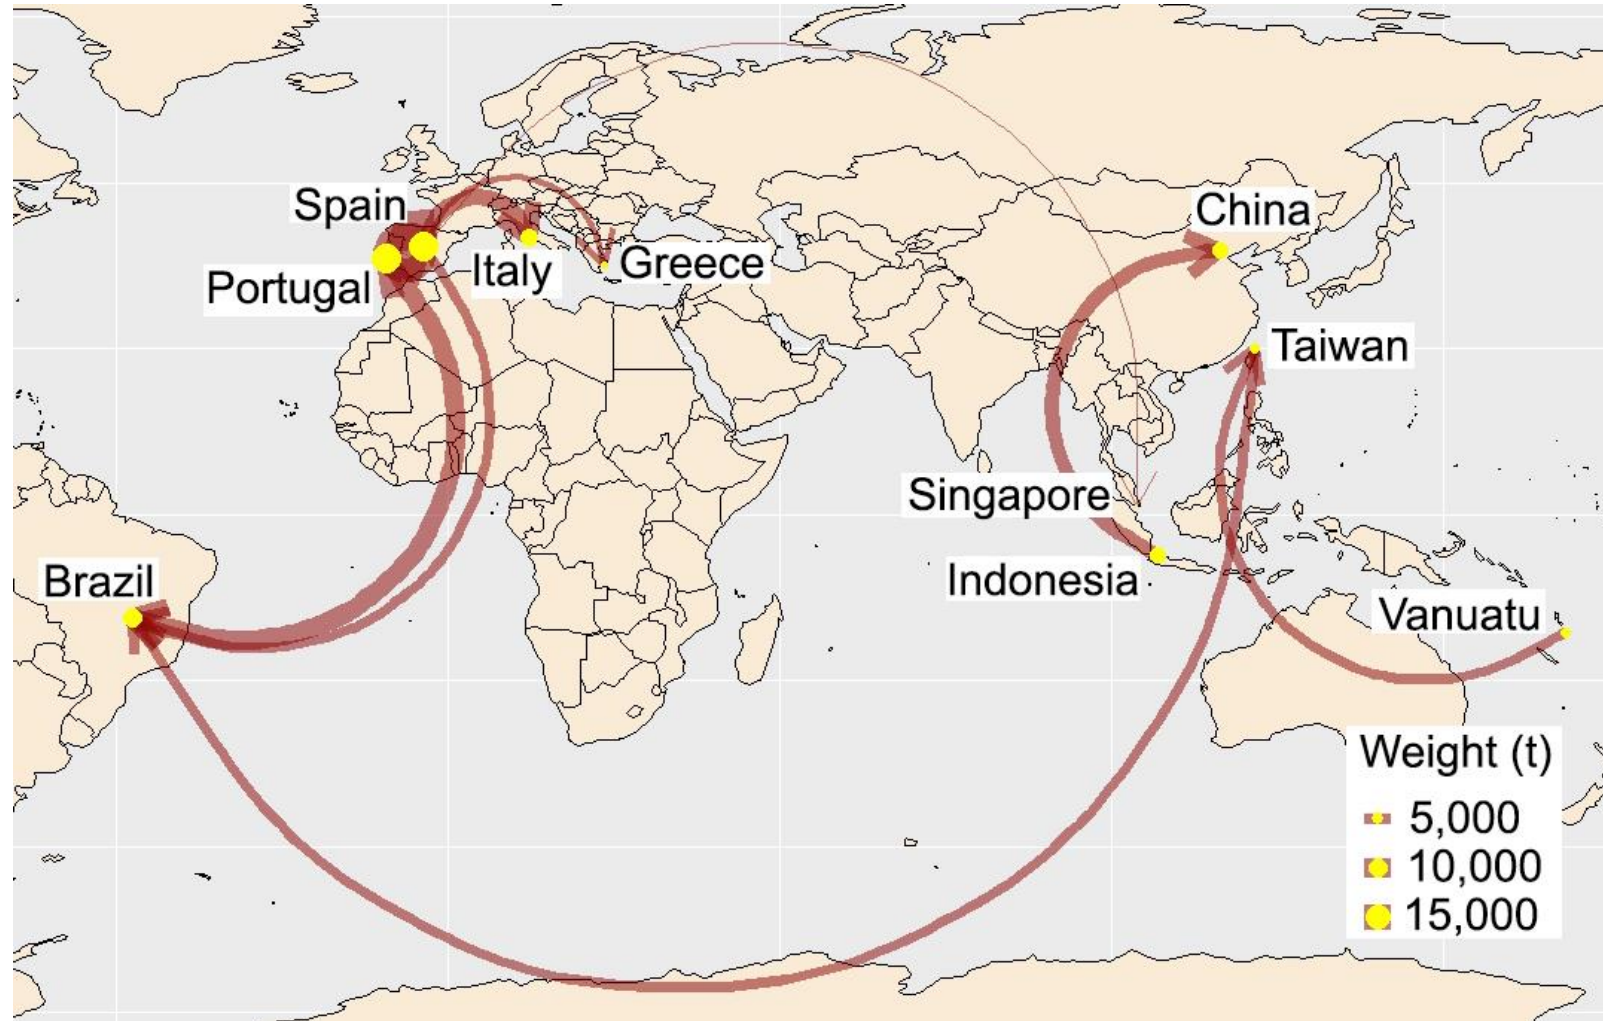 Spain
China
Portugal
Italy
Greece
Taiwan
Singapore
Indonesia
Brazil
Vanuatu
Weight (t)
5,000
10,000
15,000